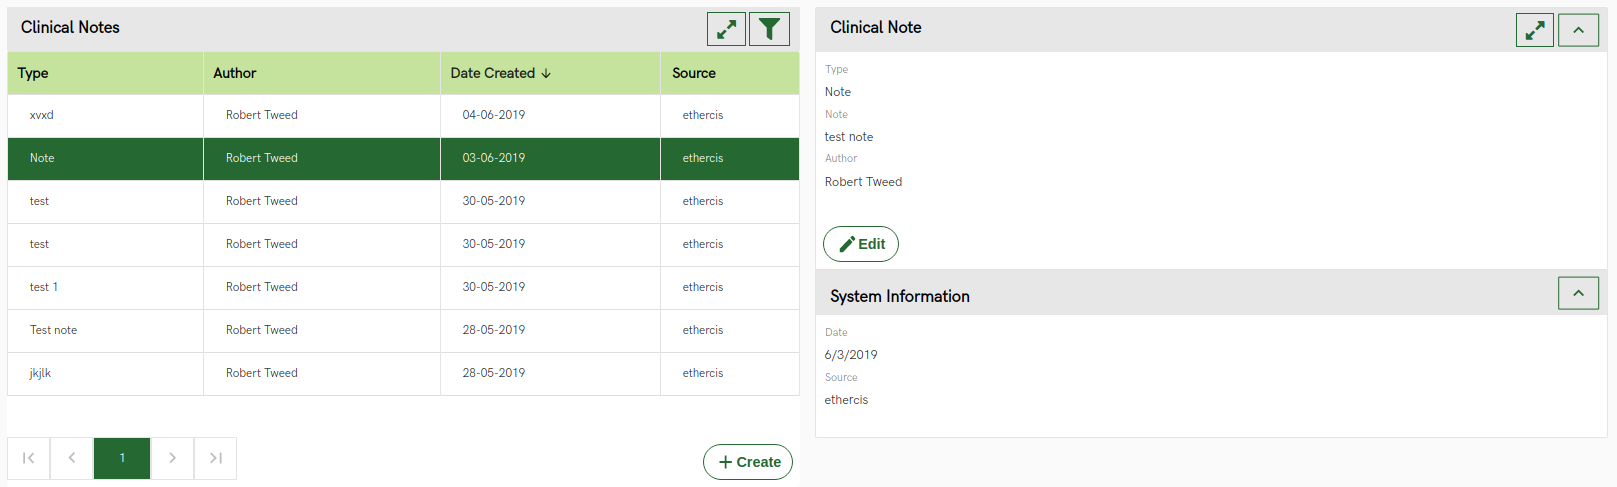 Clinical Notes
Type Author Date Created Source
xvxd Robert Tweed 04-06-2019 ethercis
Note Robert Tweed 03-06-2019 ethercis
test Robert Tweed 30-05-2019 ethercis
test Robert Tweed 30-05-2019 ethercis
test 1 Robert Tweed 30-05-2019 ethercis
Test note Robert Tweed 28-05-2019 ethercis
jkjlk Robert Tweed 28-05-2019 ethercis
1
Create
Clinical Note
Type
Note
Note
test note
Author
Robert Tweed
Edit
System Information
Date
6/3/2019
Source
ethercis